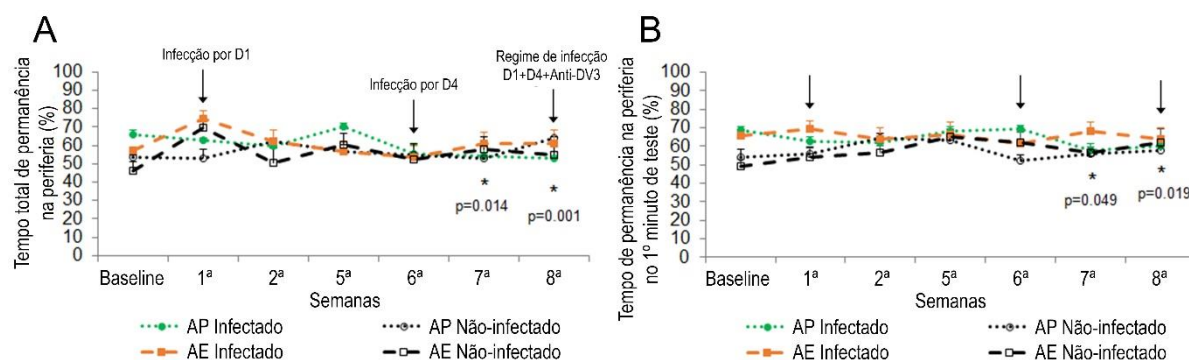 A
Infecção por D1
Infecção por D4
Regime de infecção
D1+D4+Anti-DV3
Tempo total de permanência
na periferia (%)
100
90
80
70
60
50
40
30
20
10
0
*
p=0.014
*
p=0.001
Baseline 1ª 2ª 5ª 6ª 7ª 8ª
Semanas
AP Infectado
AP Não-infectado
AE Infectado
AE Não-infectado
B
Tempo de permanência na periferia
no 1º minuto de teste (%)
100
90
80
70
60
50
40
30
20
10
0
*
p=0.049
*
p=0.019
Baseline 1ª 2ª 5ª 6ª 7ª 8ª
Semanas
AP Infectado
AP Não-infectado
AE Infectado
AE Não-infectado